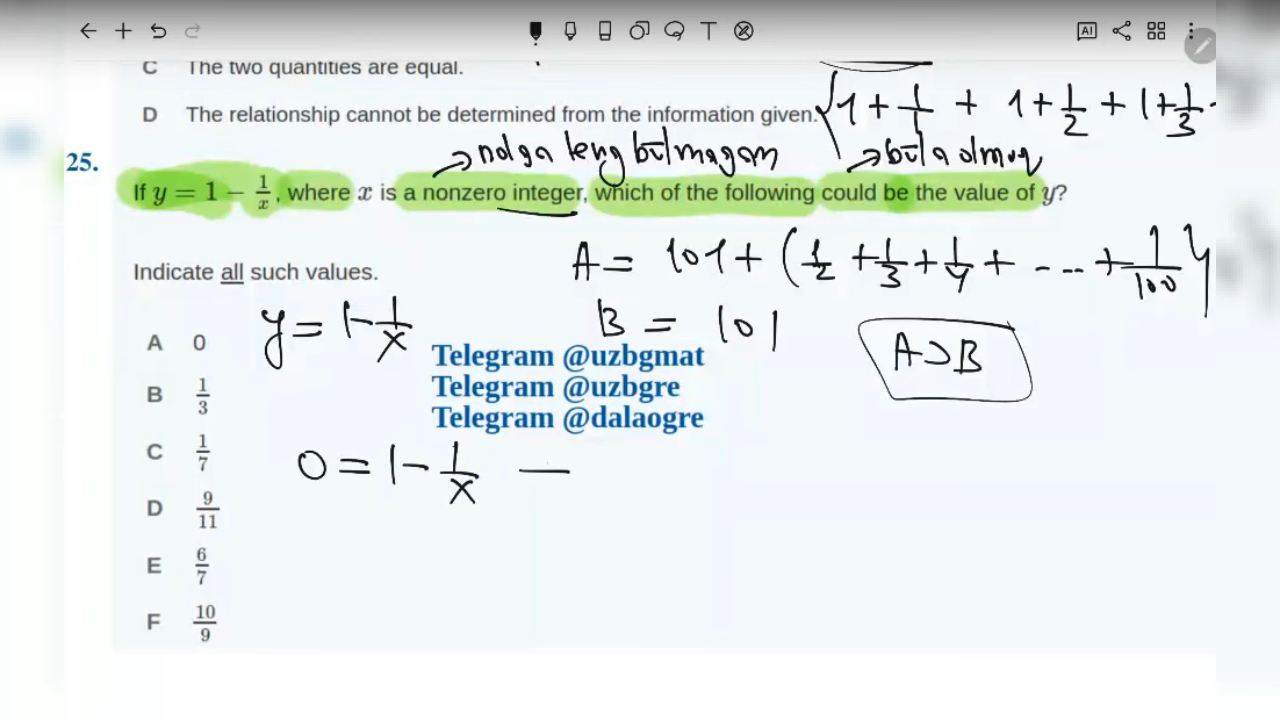 C The two quantities are equal.
D The relationship cannot be determined from the information given.
√1 + 1/1 + 1 + 1/2 + 1 + 1/3
→ nolga teng bo'lmagan → bo'la olmoq
25.
If y = 1 − 1/x, where x is a nonzero integer, which of the following could be the value of y?
A = 101 + (1/2 + 1/3 + 1/4 + ... + 1/100)
Indicate all such values.
y = 1 - 1/x
B = 101
A > B
A 0
Telegram @uzbgmat
B 1/3
Telegram @uzbgre
Telegram @dalaogre
C 1/7
0 = 1 - 1/x —
D 9/11
E 6/7
F 10/9